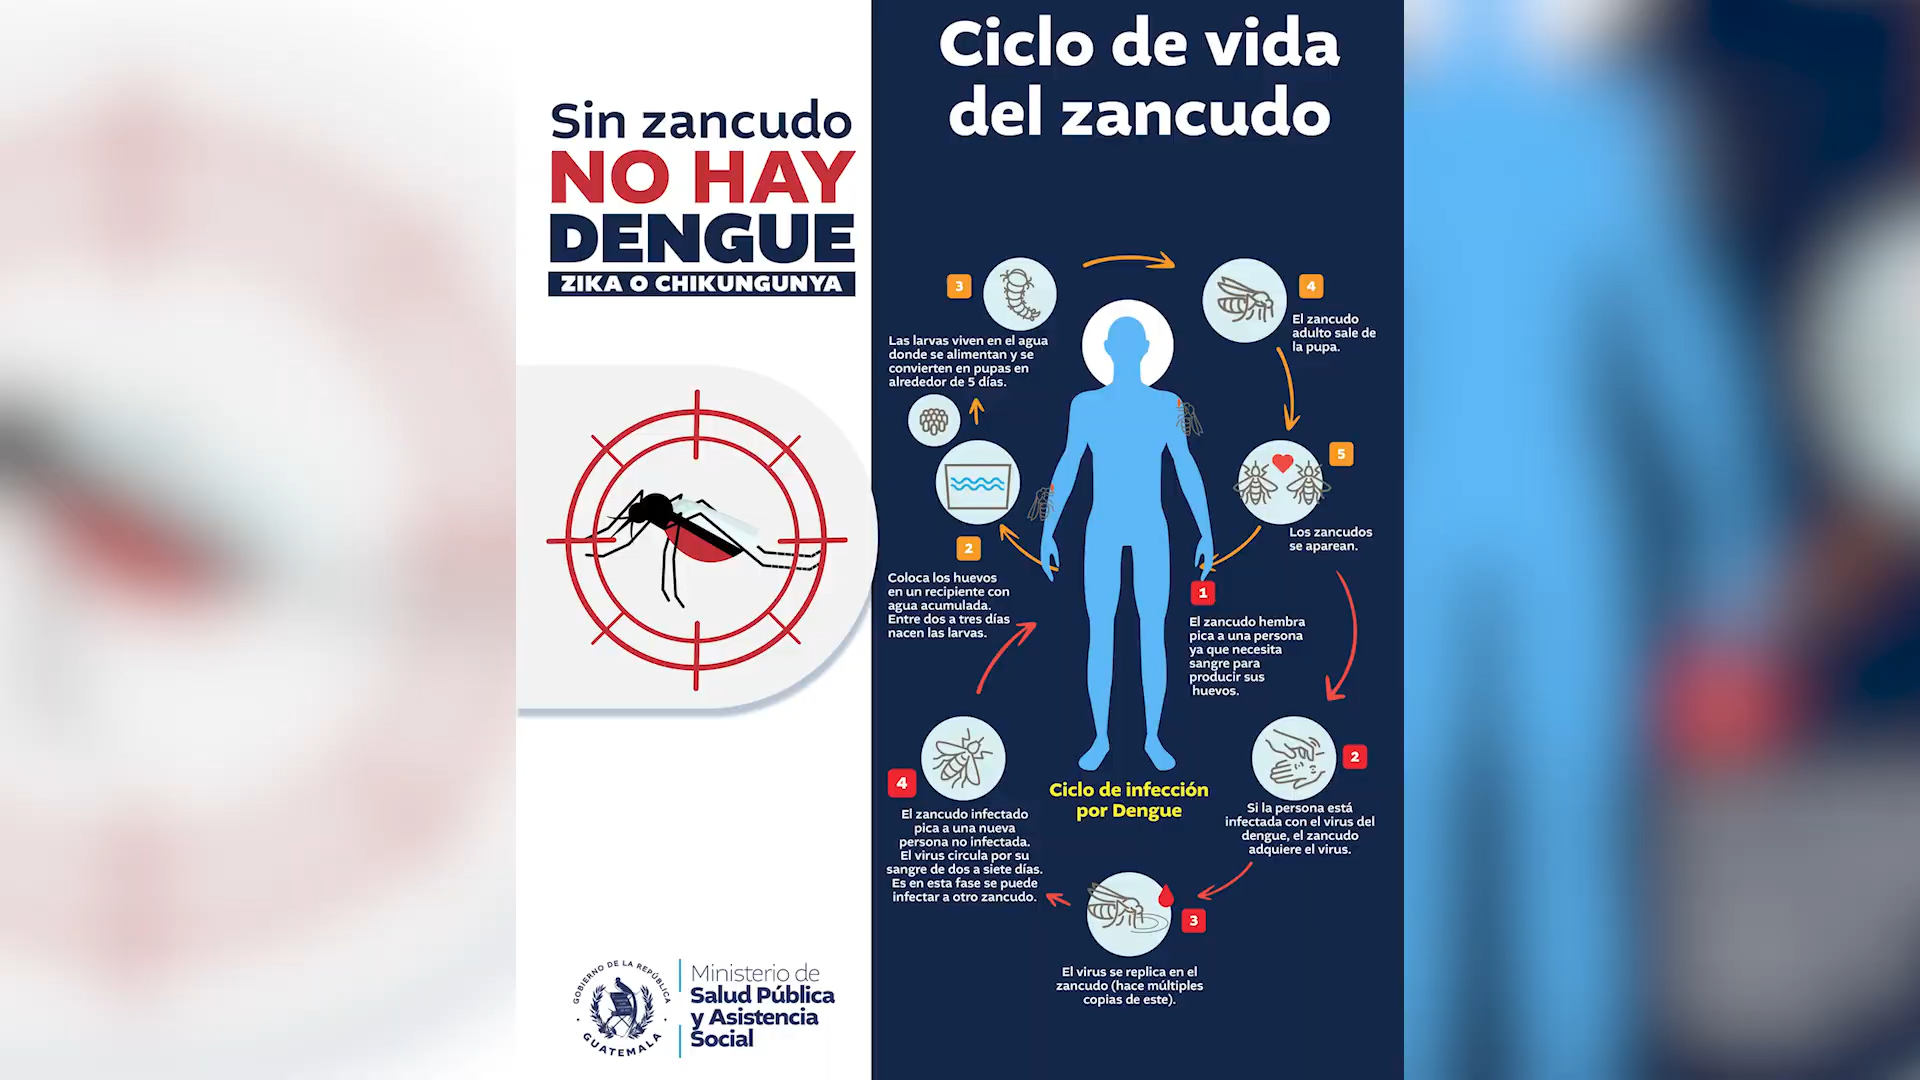 Sin zancudo
NO HAY
DENGUE
ZIKA O CHIKUNGUNYA
GOBIERNO DE LA REPÚBLICA
GUATEMALA
Ministerio de
Salud Pública
y Asistencia
Social
Ciclo de vida
del zancudo
3
Las larvas viven en el agua
donde se alimentan y se
convierten en pupas en
alrededor de 5 días.
4
El zancudo
adulto sale de
la pupa.
5
Los zancudos
se aparean.
2
Coloca los huevos
en un recipiente con
agua acumulada.
Entre dos a tres días
nacen las larvas.
1
El zancudo hembra
pica a una persona
ya que necesita
sangre para
producir sus
huevos.
Ciclo de infección
por Dengue
2
Si la persona está
infectada con el virus del
dengue, el zancudo
adquiere el virus.
3
El virus se replica en el
zancudo (hace múltiples
copias de este).
4
El zancudo infectado
pica a una nueva
persona no infectada.
El virus circula por su
sangre de dos a siete días.
Es en esta fase se puede
infectar a otro zancudo.